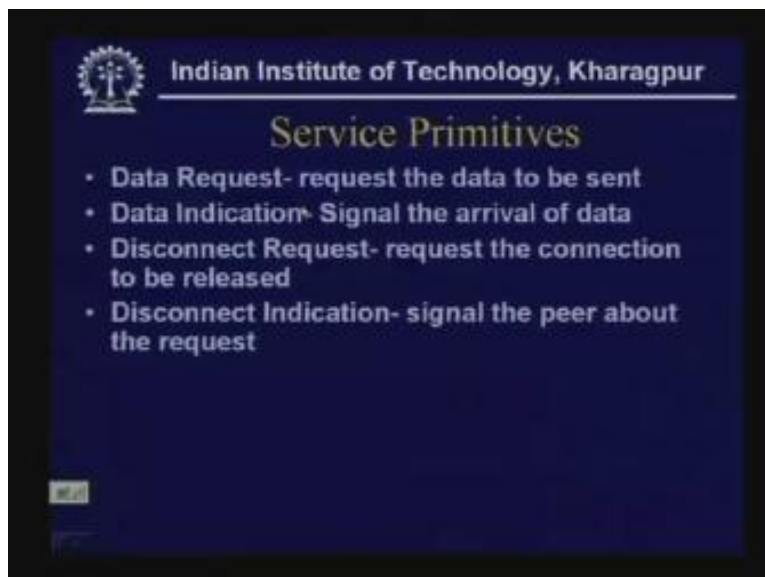 Indian Institute of Technology, Kharagpur
Service Primitives
• Data Request- request the data to be sent
• Data Indication- Signal the arrival of data
• Disconnect Request- request the connection
to be released
• Disconnect Indication- signal the peer about
the request